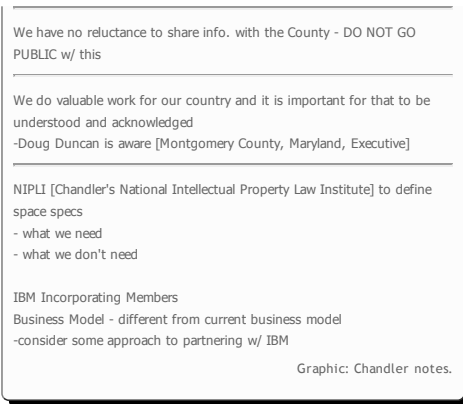 We have no reluctance to share info. with the County - DO NOT GO
PUBLIC w/ this
We do valuable work for our country and it is important for that to be
understood and acknowledged
-Doug Duncan is aware [Montgomery County, Maryland, Executive]
NIPLI [Chandler's National Intellectual Property Law Institute] to define
space specs
- what we need
- what we don't need
IBM Incorporating Members
Business Model - different from current business model
-consider some approach to partnering w/ IBM
Graphic: Chandler notes.